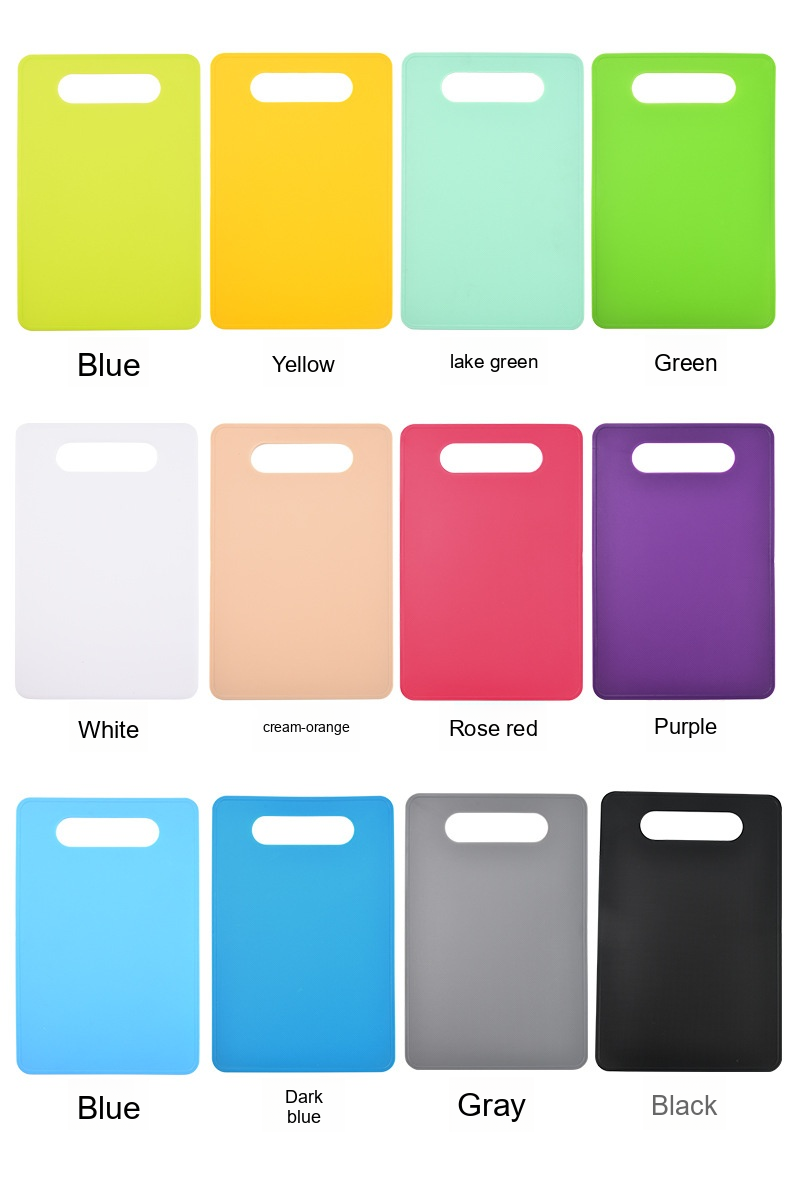 Blue
Yellow
lake green
Green
White
cream-orange
Rose red
Purple
Blue
Dark
blue
Gray
Black